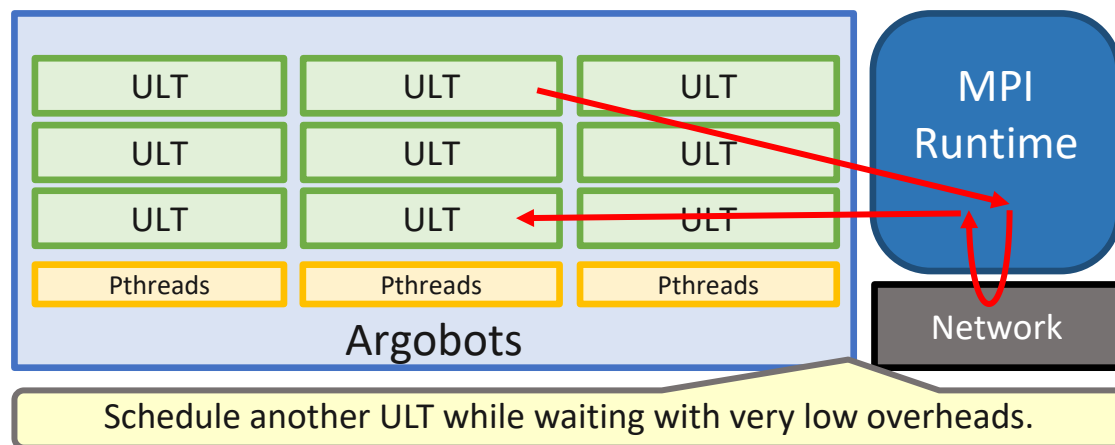 ULT ULT ULT
MPI
Runtime
ULT ULT ULT
ULT ULT ULT
Pthreads Pthreads Pthreads
Network
Argobots
Schedule another ULT while waiting with very low overheads.